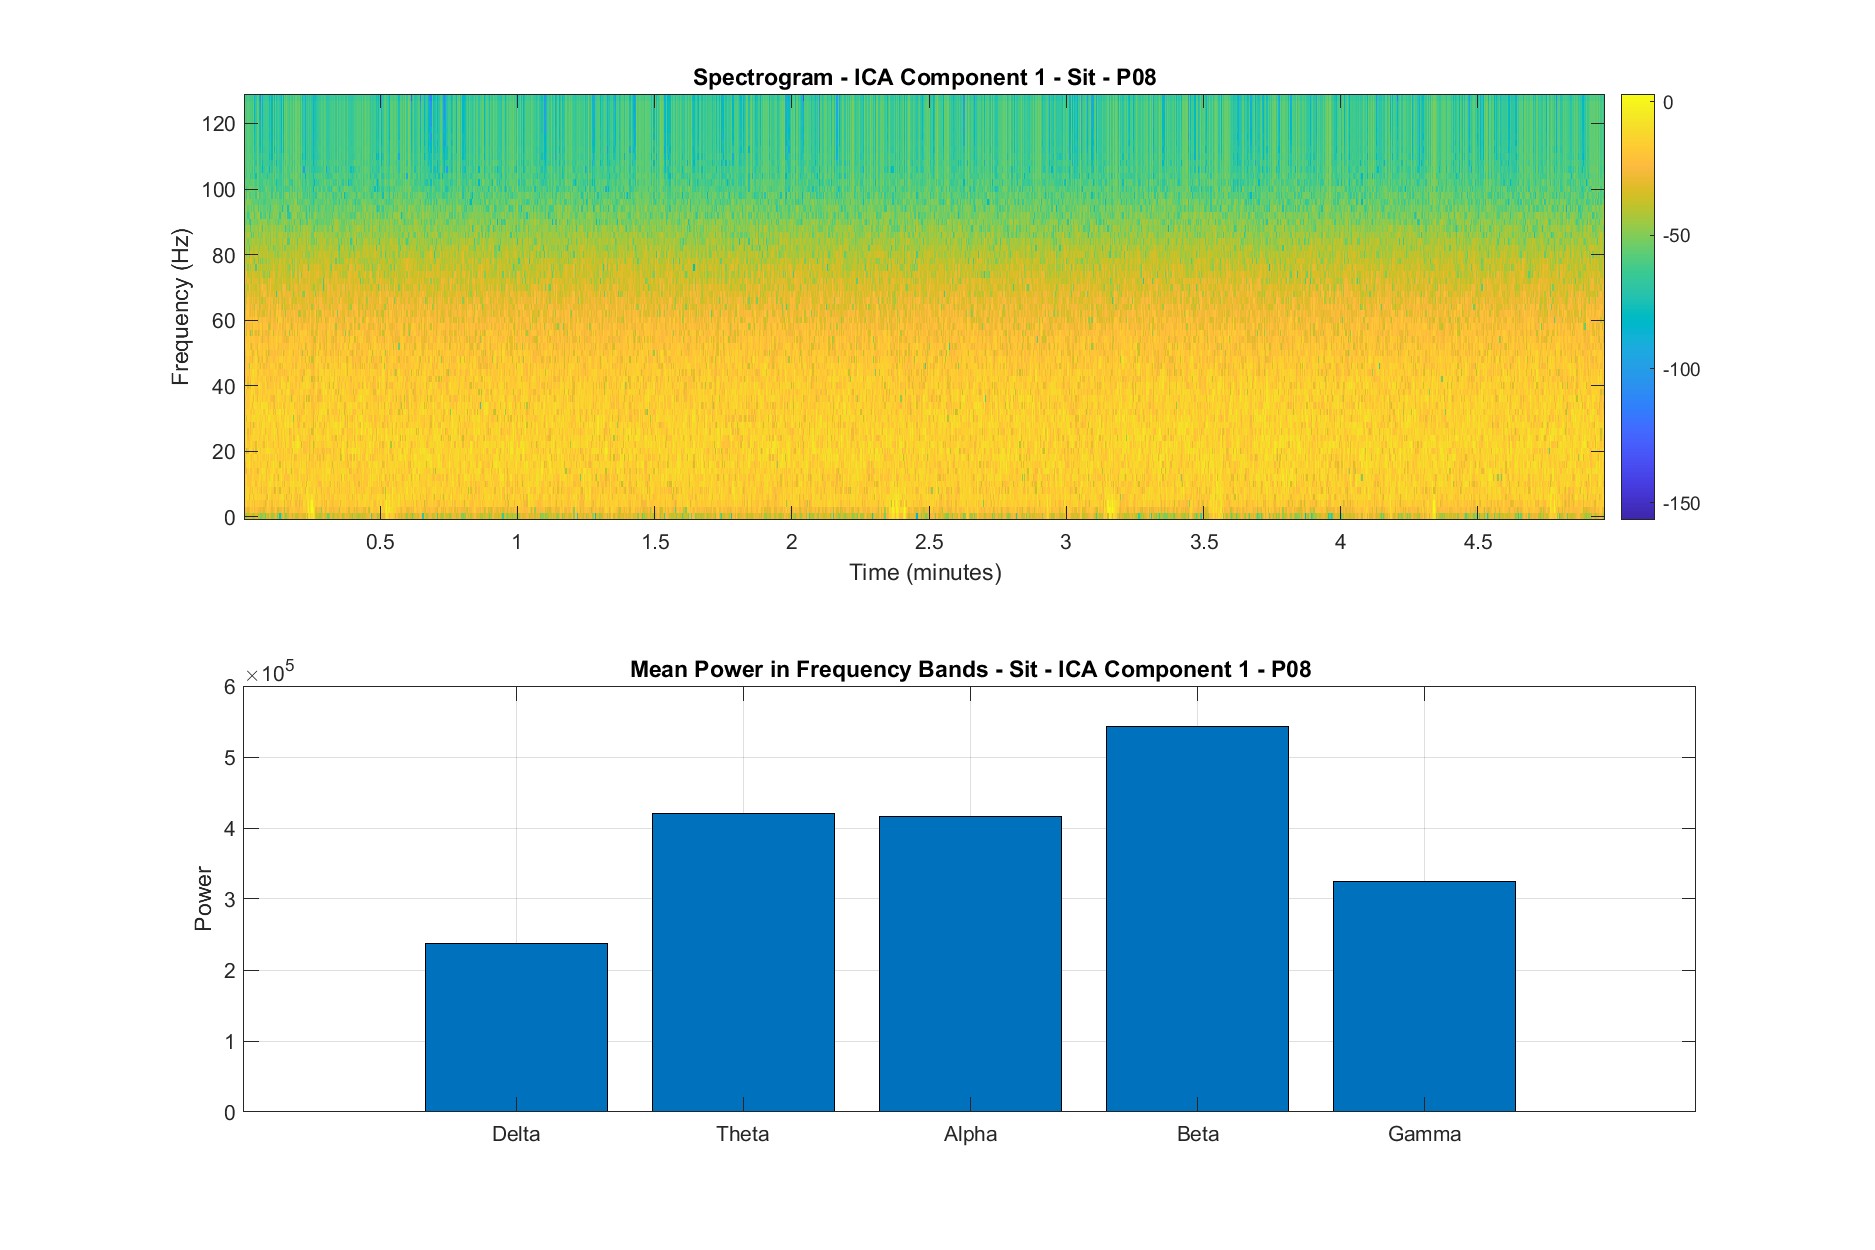 Spectrogram - ICA Component 1 - Sit - P08
120
100
80
60
40
20
0
Frequency (Hz)
0.5 1 1.5 2 2.5 3 3.5 4 4.5
Time (minutes)
0
-50
-100
-150
Mean Power in Frequency Bands - Sit - ICA Component 1 - P08
×10⁵
6
5
4
3
2
1
0
Power
Delta Theta Alpha Beta Gamma